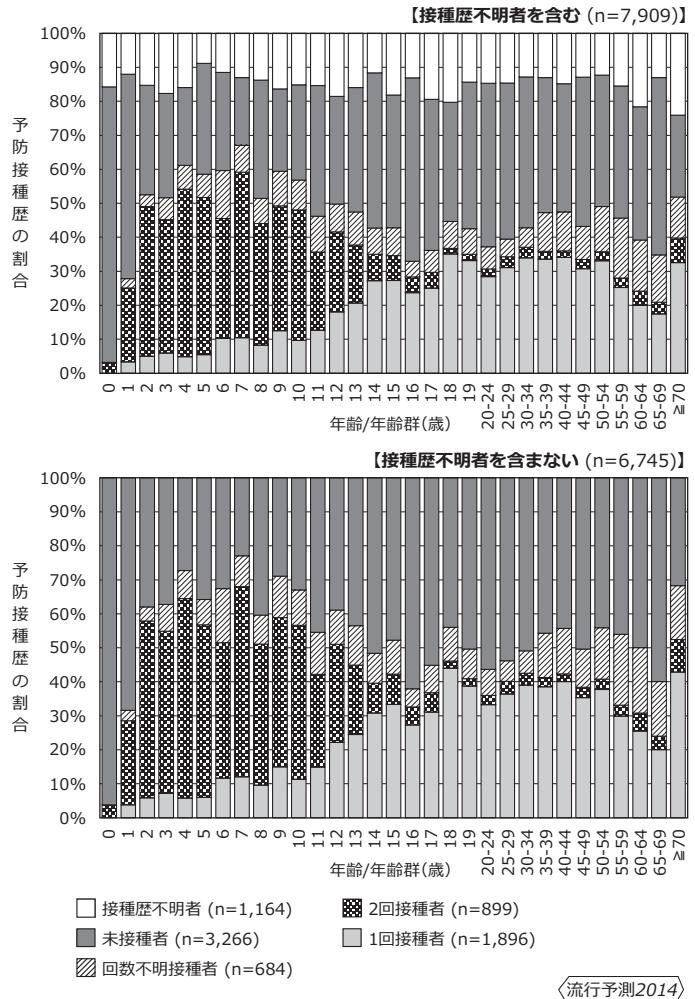 【接種歴不明者を含む (n=7,909)】
100%
90%
80%
70%
60%
50%
40%
30%
20%
10%
0%
予防接種歴の割合
0 1 2 3 4 5 6 7 8 9 10 11 12 13 14 15 16 17 18 19 20-24 25-29 30-34 35-39 40-44 45-49 50-54 55-59 60-64 65-69 ≧70
年齢/年齢群(歳)
【接種歴不明者を含まない (n=6,745)】
100%
90%
80%
70%
60%
50%
40%
30%
20%
10%
0%
予防接種歴の割合
0 1 2 3 4 5 6 7 8 9 10 11 12 13 14 15 16 17 18 19 20-24 25-29 30-34 35-39 40-44 45-49 50-54 55-59 60-64 65-69 ≧70
年齢/年齢群(歳)
接種歴不明者 (n=1,164)
2回接種者 (n=899)
未接種者 (n=3,266)
1回接種者 (n=1,896)
回数不明接種者 (n=684)
〈流行予測2014〉